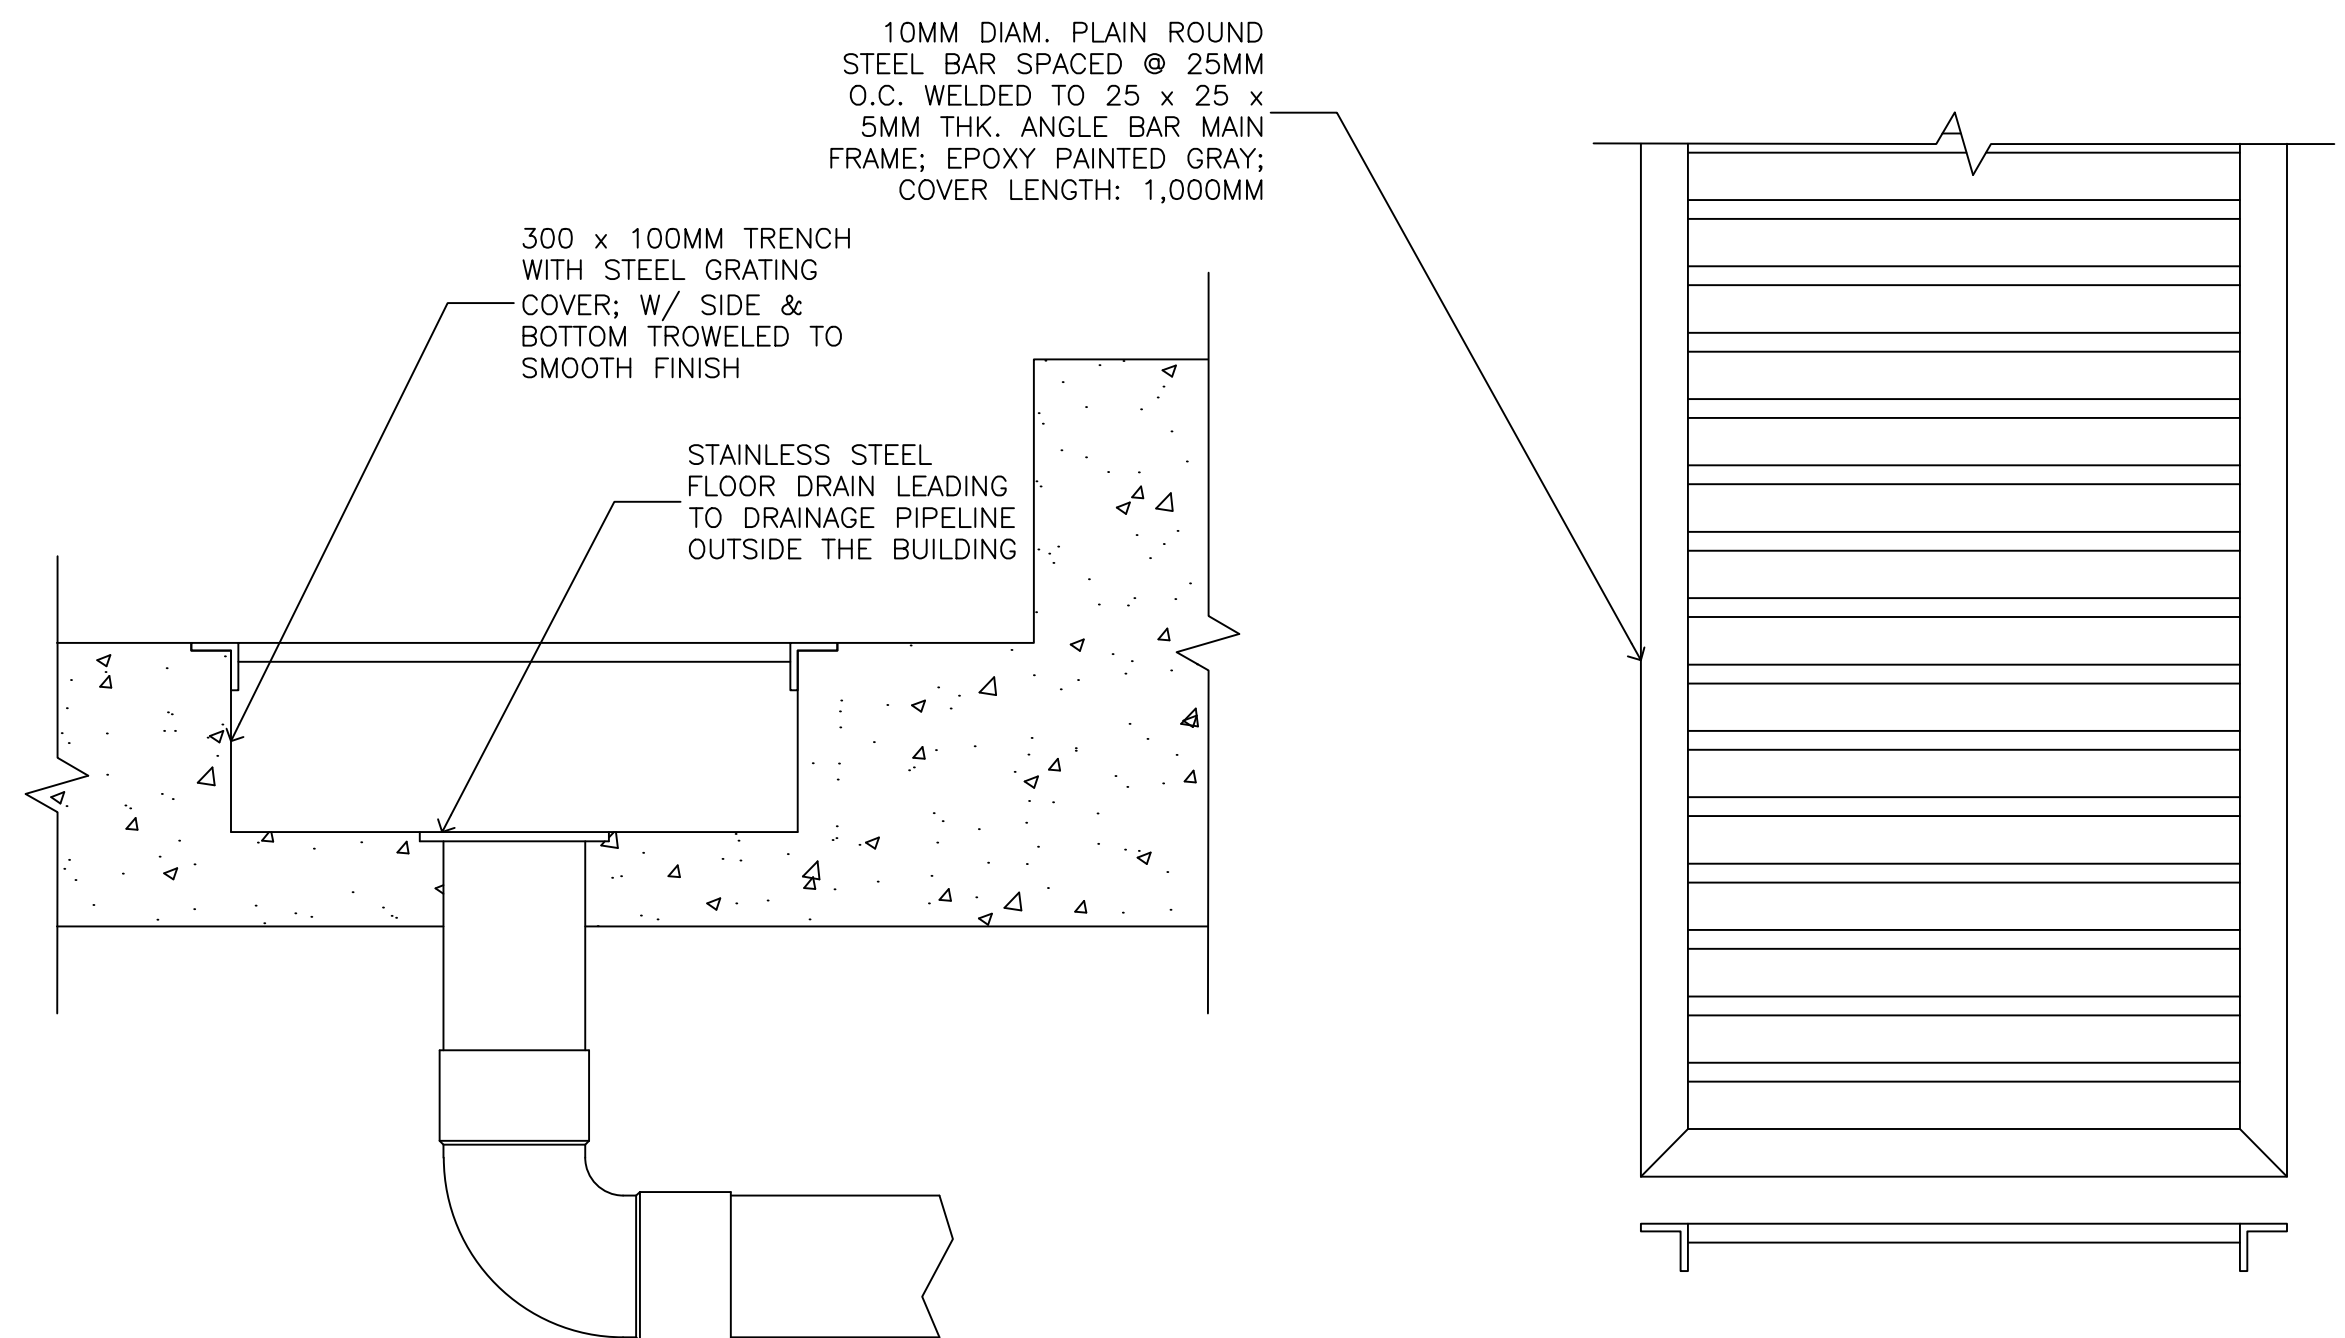 10MM DIAM. PLAIN ROUND
STEEL BAR SPACED @ 25MM
O.C. WELDED TO 25 x 25 x
5MM THK. ANGLE BAR MAIN
FRAME; EPOXY PAINTED GRAY;
COVER LENGTH: 1,000MM
300 x 100MM TRENCH
WITH STEEL GRATING
COVER; W/ SIDE &
BOTTOM TROWELED TO
SMOOTH FINISH
STAINLESS STEEL
FLOOR DRAIN LEADING
TO DRAINAGE PIPELINE
OUTSIDE THE BUILDING